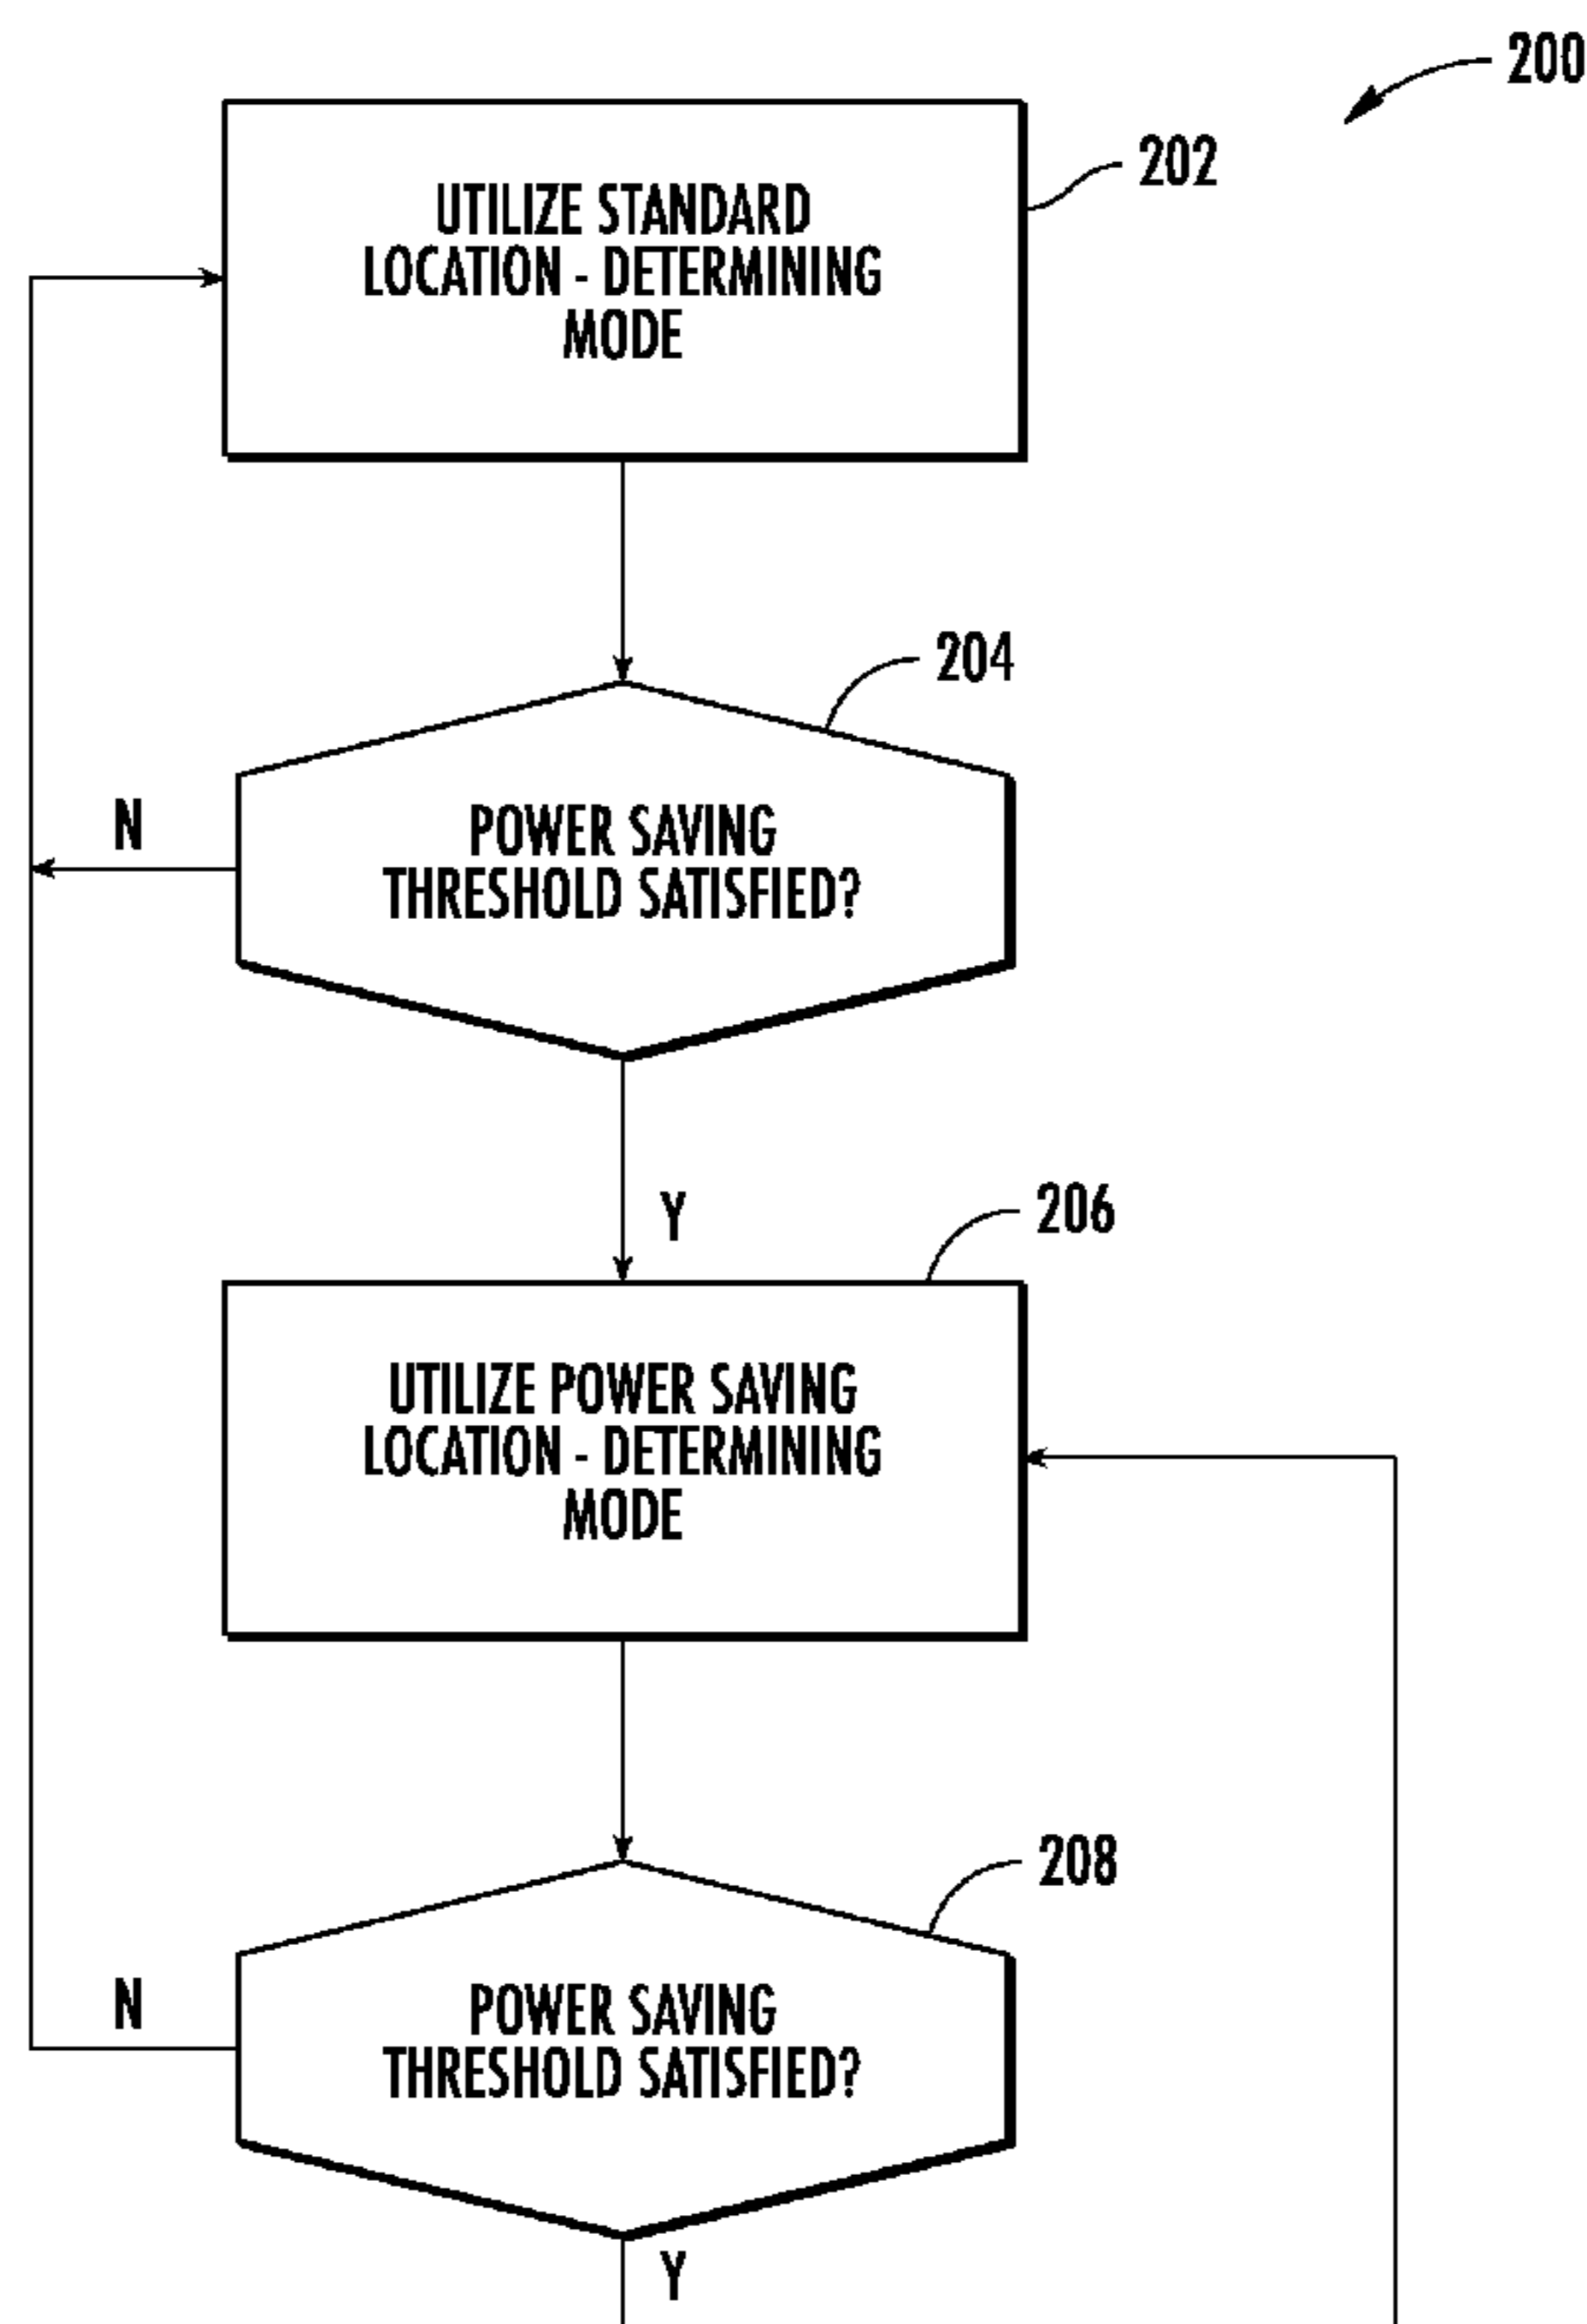 200
202
UTILIZE STANDARD
LOCATION - DETERMINING
MODE
204
N
POWER SAVING
THRESHOLD SATISFIED?
Y
206
UTILIZE POWER SAVING
LOCATION - DETERMINING
MODE
208
N
POWER SAVING
THRESHOLD SATISFIED?
Y